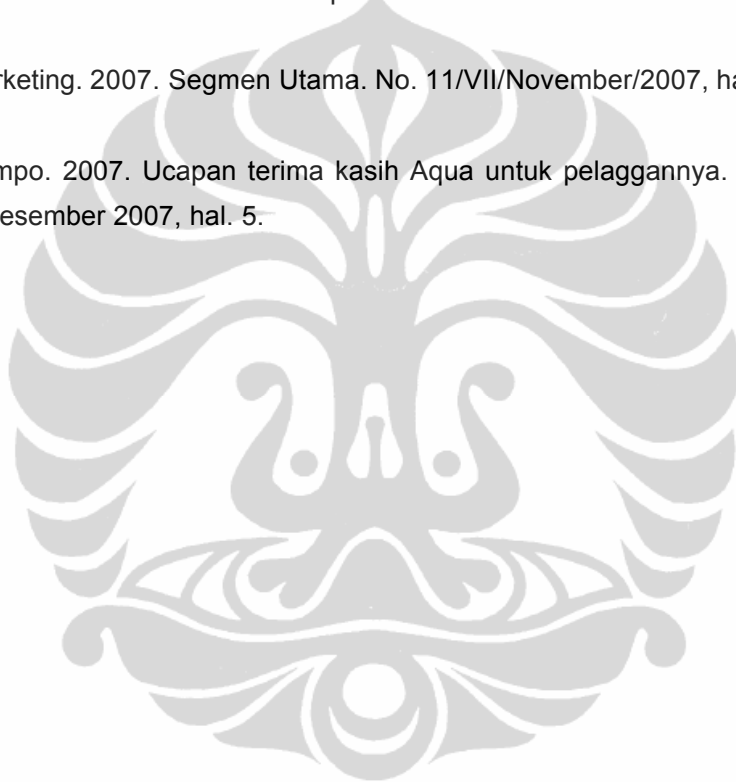 rketing. 2007. Segmen Utama. No. 11/VII/November/2007, ha
mpo. 2007. Ucapan terima kasih Aqua untuk pelaggannya.
esember 2007, hal. 5.